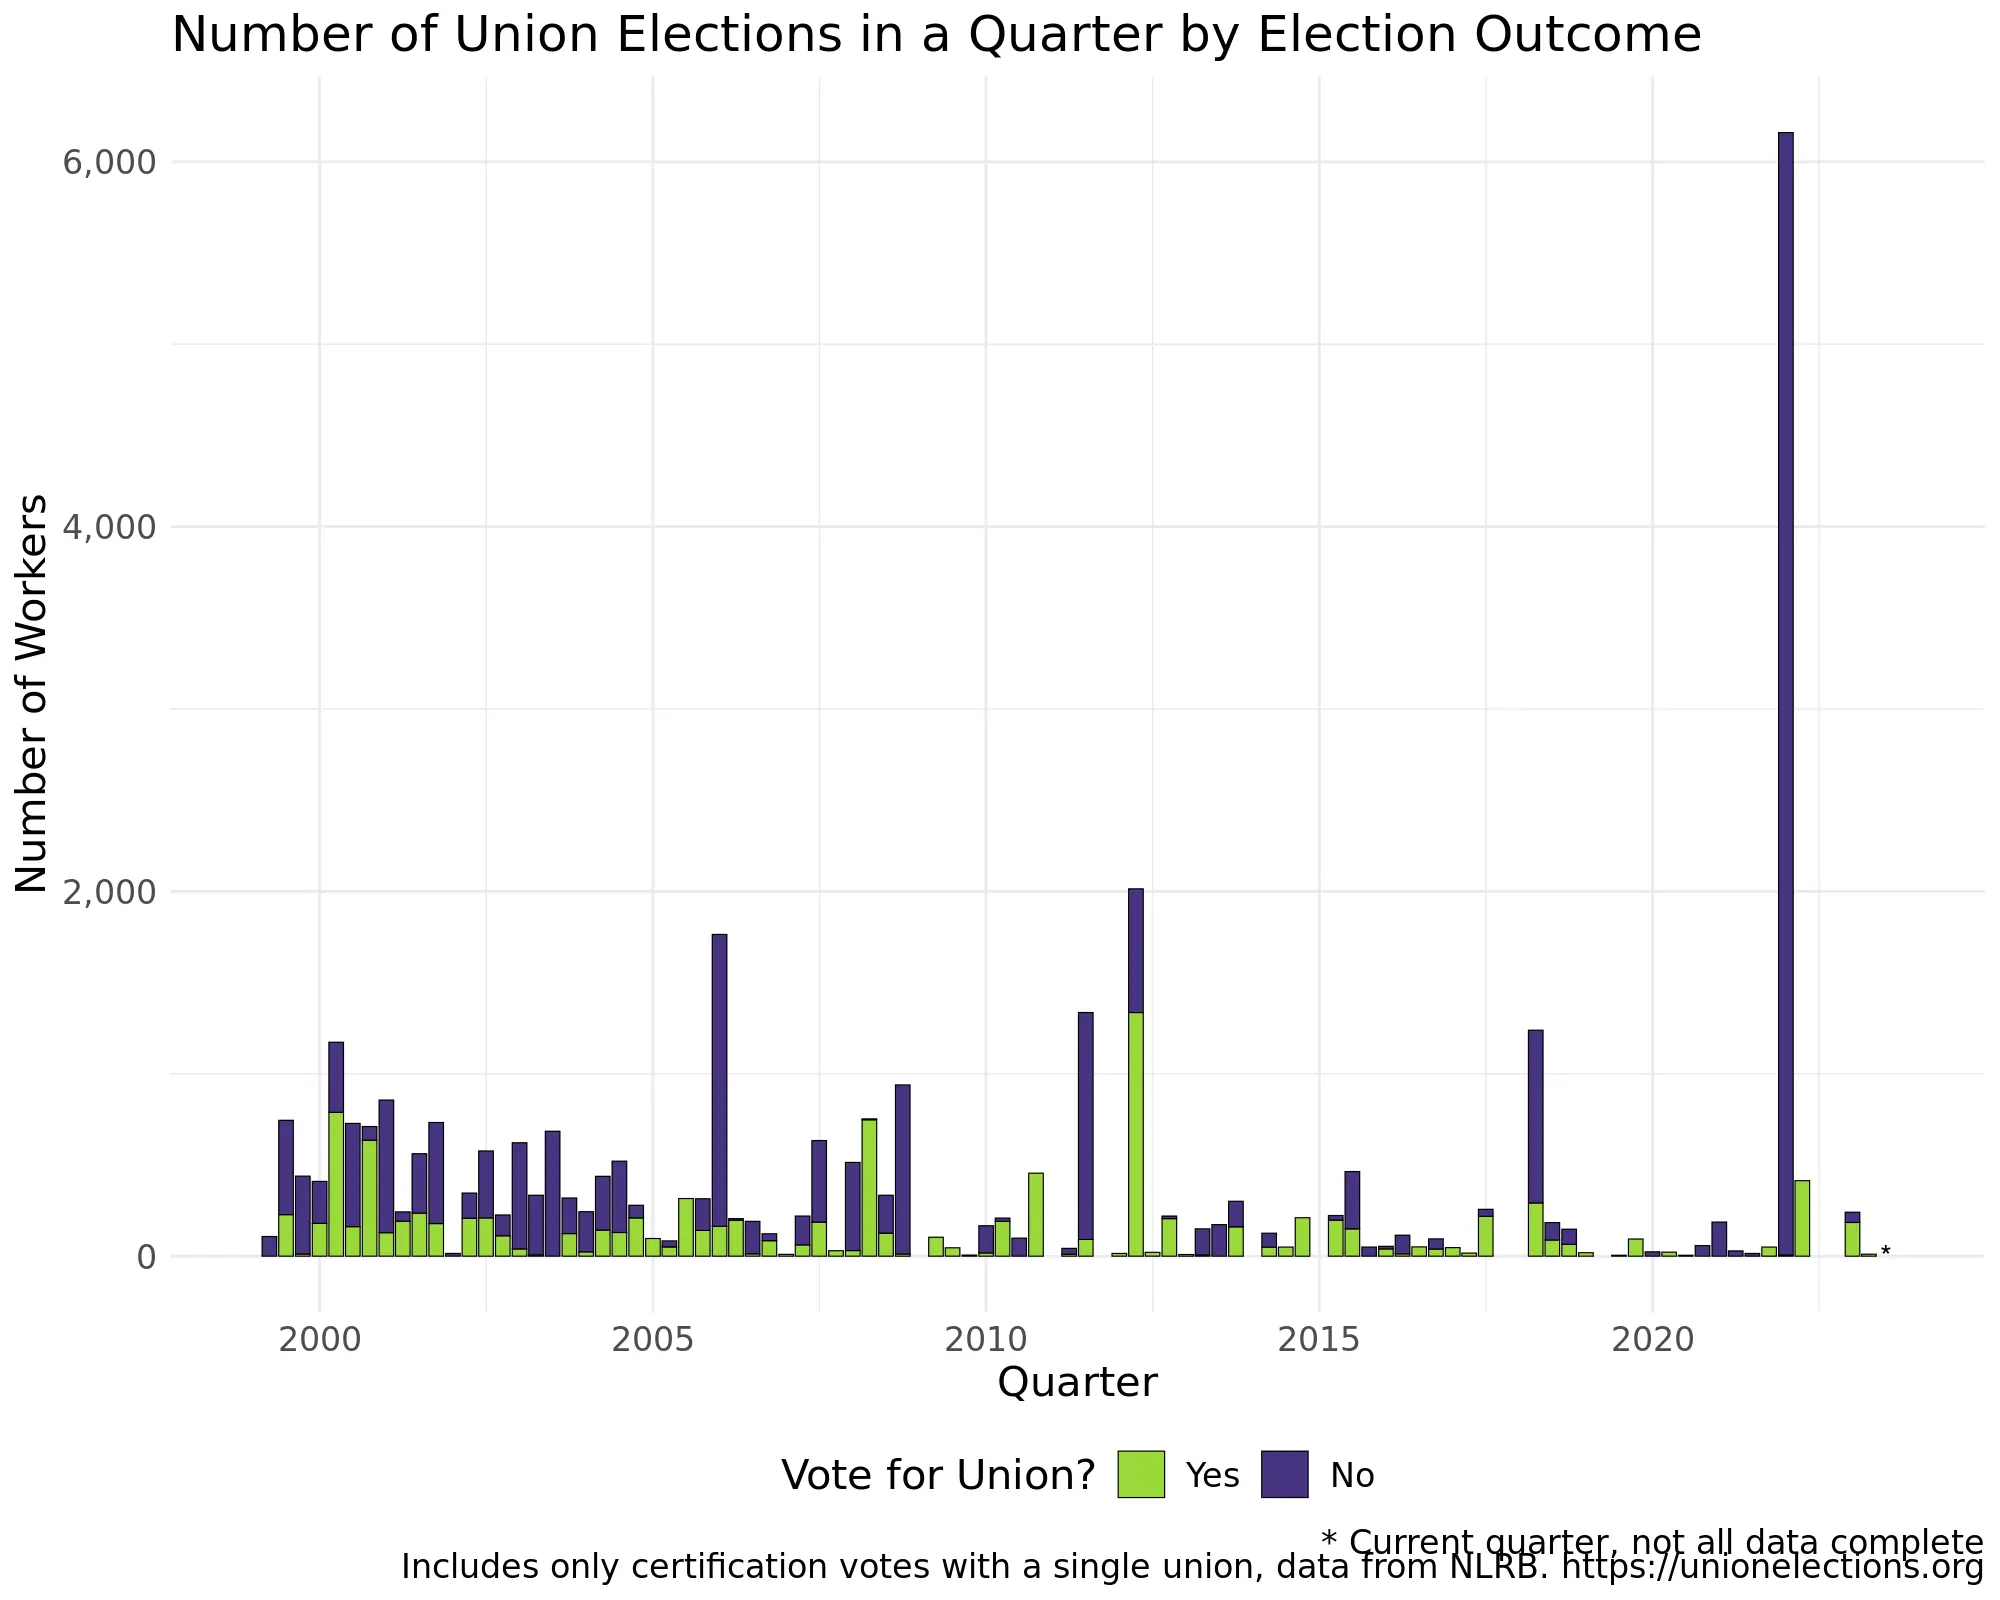 Number of Union Elections in a Quarter by Election Outcome
Number of Workers
6,000
4,000
2,000
0
*
2000 2005 2010 2015 2020
Quarter
Vote for Union? Yes No
* Current quarter, not all data complete
Includes only certification votes with a single union, data from NLRB. https://unionelections.org